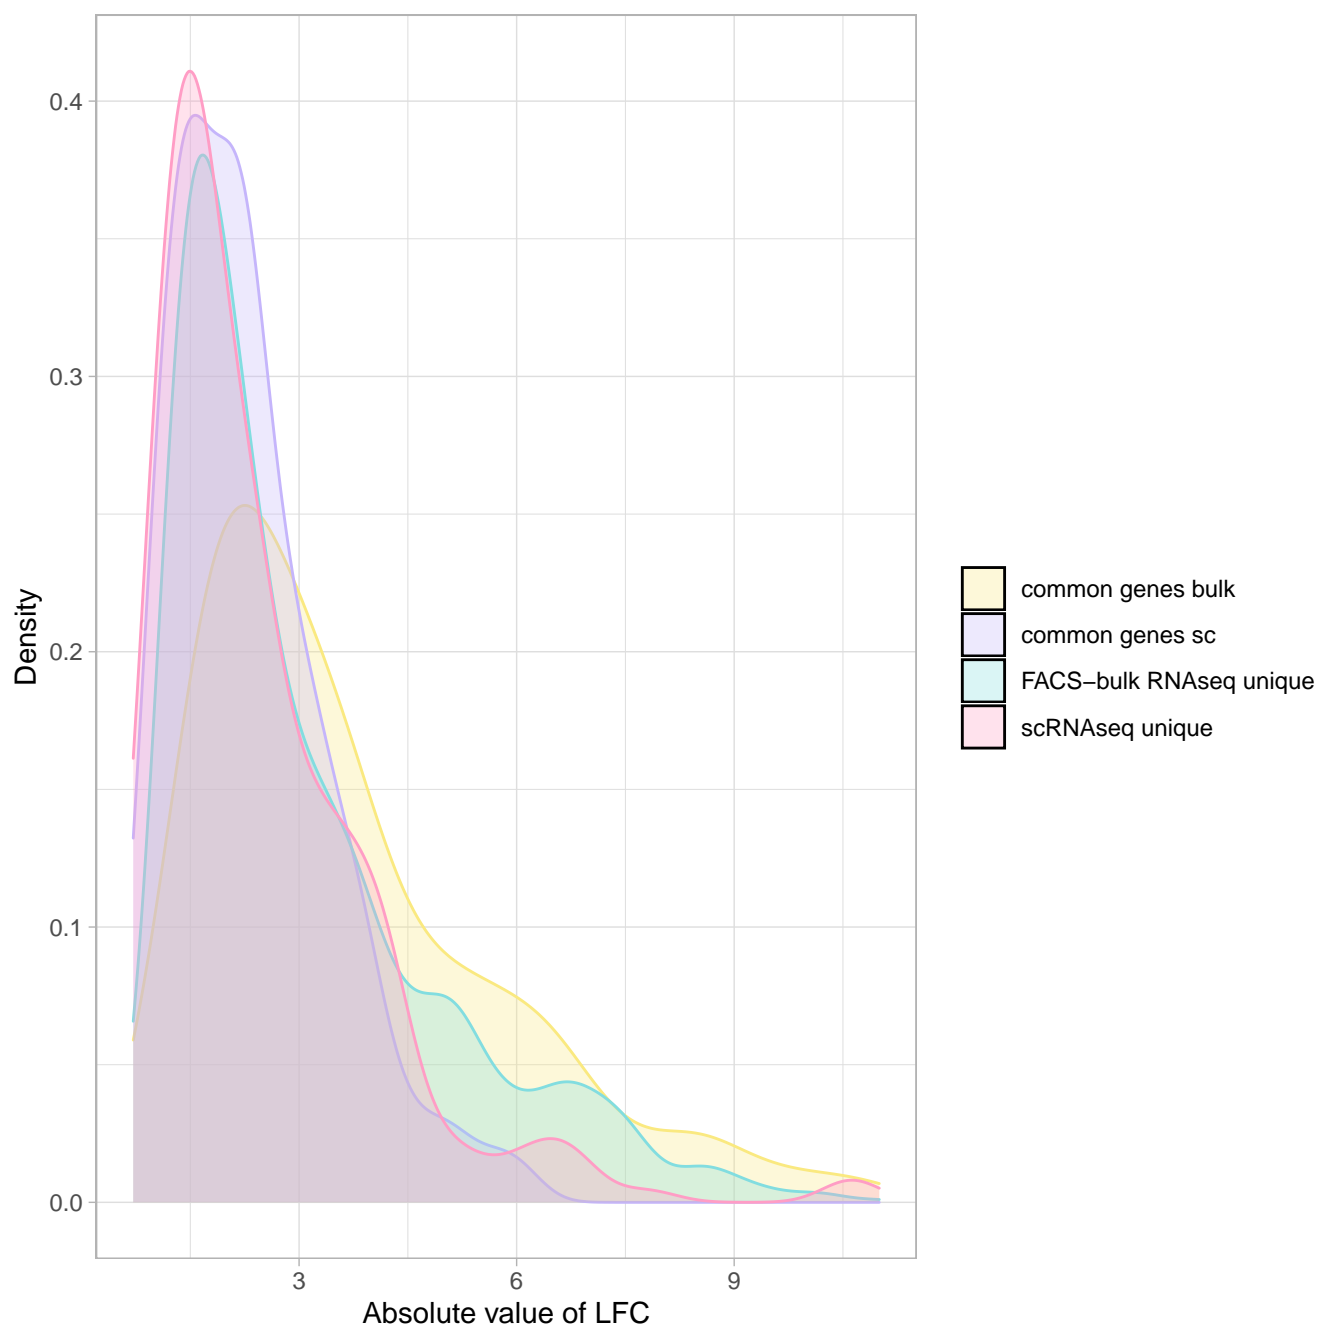 0.4
0.3
0.2
0.1
0.0
Density
3 6 9
Absolute value of LFC
common genes bulk
common genes sc
FACS−bulk RNAseq unique
scRNAseq unique